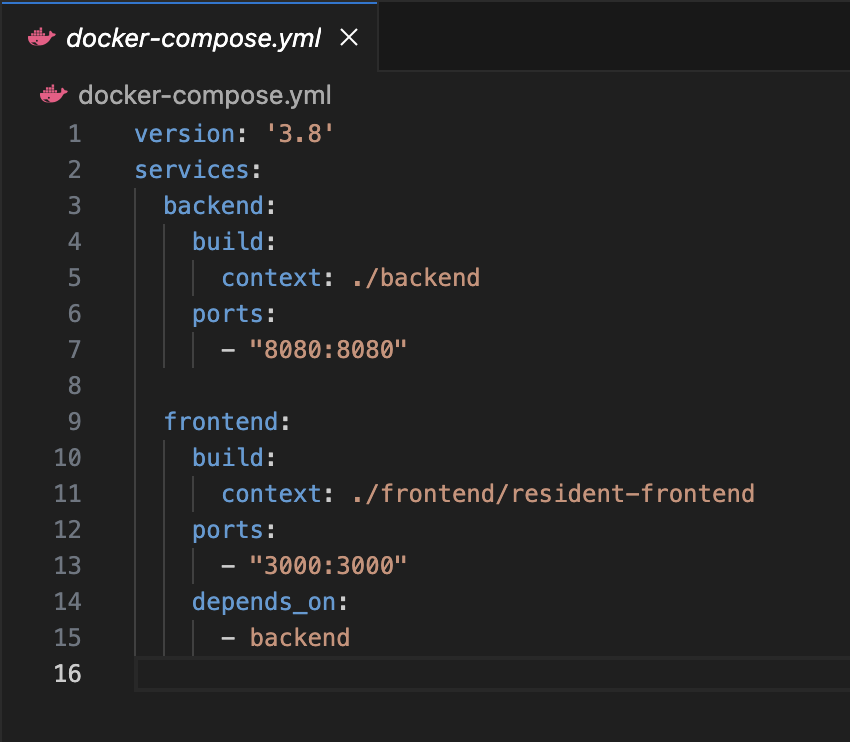 docker-compose.yml
docker-compose.yml
1 version: '3.8'
2 services:
3   backend:
4     build:
5       context: ./backend
6     ports:
7       - "8080:8080"
8
9   frontend:
10     build:
11       context: ./frontend/resident-frontend
12     ports:
13       - "3000:3000"
14     depends_on:
15       - backend
16